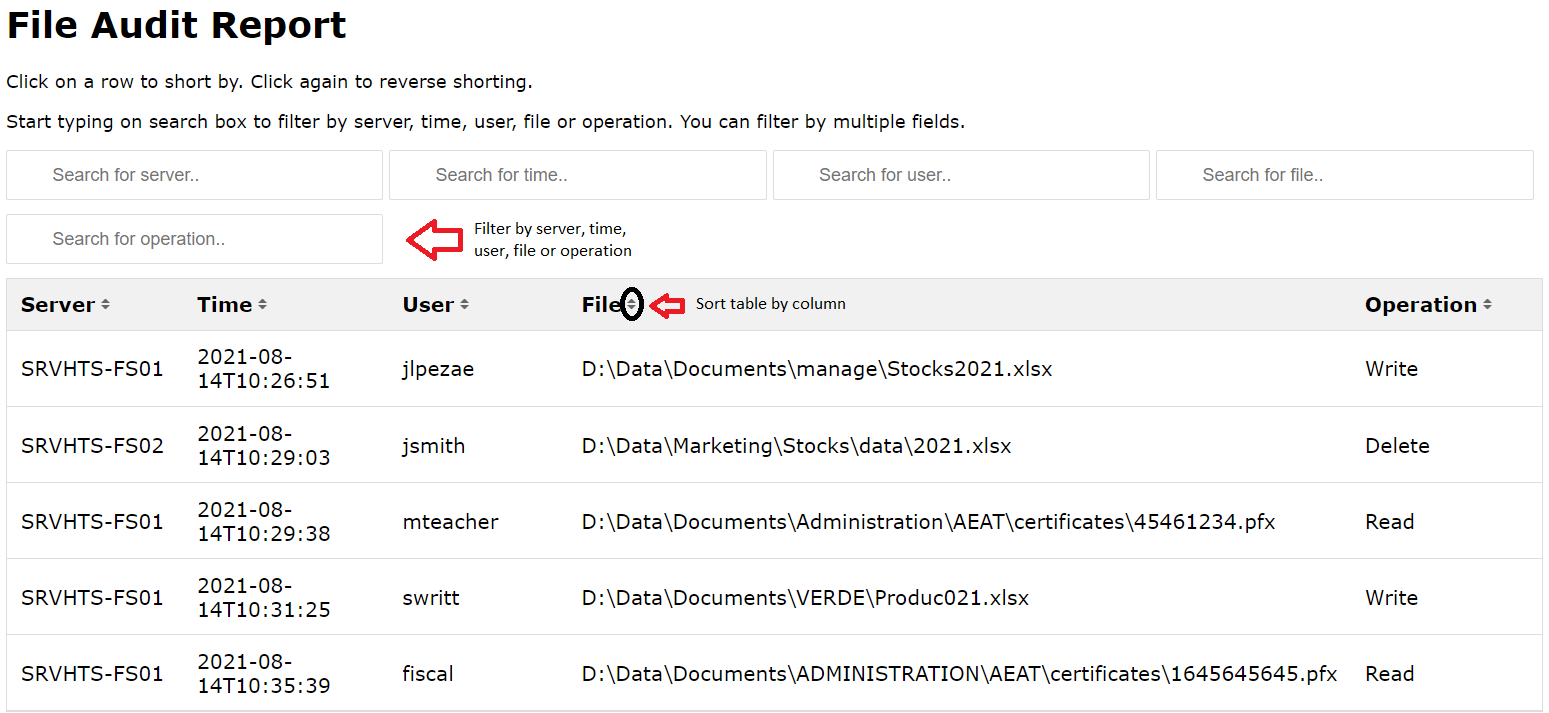 File Audit Report
Click on a row to short by. Click again to reverse shorting.
Start typing on search box to filter by server, time, user, file or operation. You can filter by multiple fields.
Search for server.. Search for time.. Search for user.. Search for file..
Search for operation..
Filter by server, time,
user, file or operation
Server Time User File Sort table by column Operation
SRVHTS-FS01 2021-08-
14T10:26:51 jlpezae D:\Data\Documents\manage\Stocks2021.xlsx Write
SRVHTS-FS02 2021-08-
14T10:29:03 jsmith D:\Data\Marketing\Stocks\data\2021.xlsx Delete
SRVHTS-FS01 2021-08-
14T10:29:38 mteacher D:\Data\Documents\Administration\AEAT\certificates\45461234.pfx Read
SRVHTS-FS01 2021-08-
14T10:31:25 swritt D:\Data\Documents\VERDE\Produc021.xlsx Write
SRVHTS-FS01 2021-08-
14T10:35:39 fiscal D:\Data\Documents\ADMINISTRATION\AEAT\certificates\1645645645.pfx Read